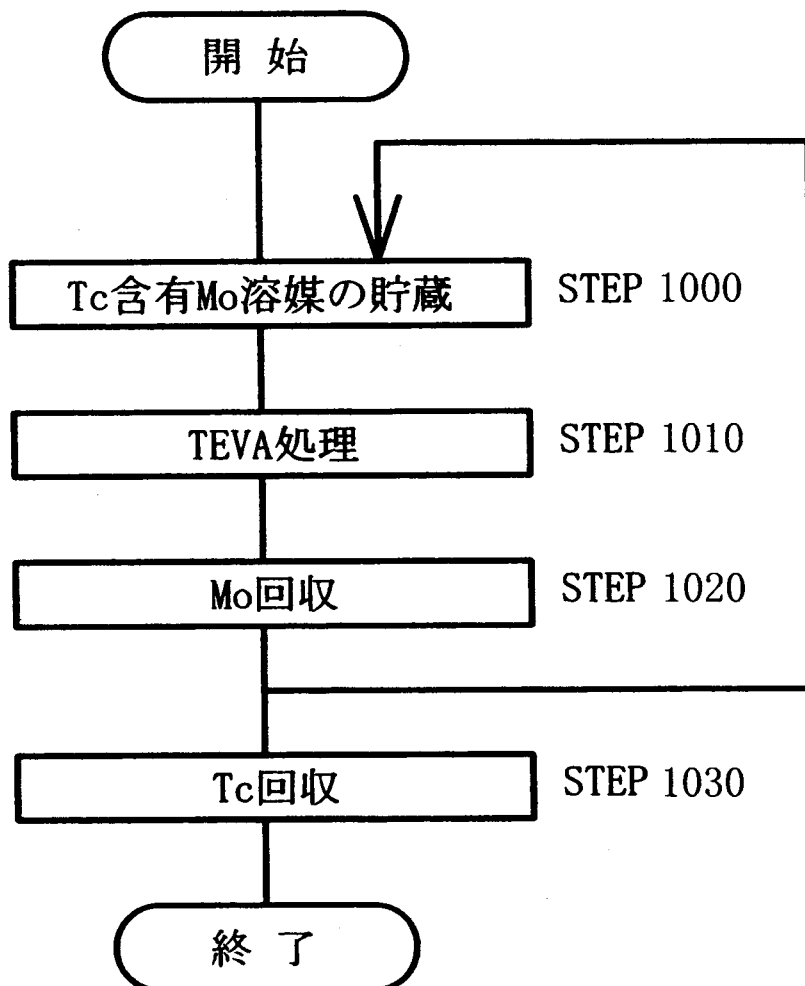 開 始
Tc含有Mo溶媒の貯蔵 STEP 1000
TEVA処理 STEP 1010
Mo回収 STEP 1020
Tc回収 STEP 1030
終 了